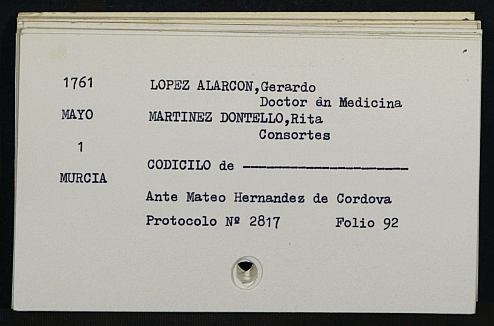 1761 LOPEZ ALARCON,Gerardo
Doctor en Medicina
MAYO MARTINEZ DONTELLO,Rita
Consortes
1
CODICILO de ----------------------
MURCIA
Ante Mateo Hernandez de Cordova
Protocolo Nº 2817 Folio 92